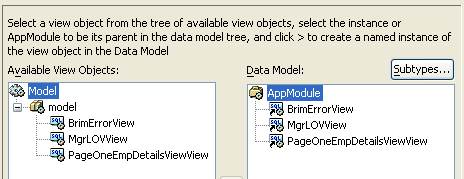 Select a view object from the tree of available view objects, select the instance or
AppModule to be its parent in the data model tree, and click > to create a named instance of
the view object in the Data Model
Available View Objects:
Data Model:
Subtypes...
Model
model
BrimErrorView
MgrLOVView
PageOneEmpDetailsViewView
AppModule
BrimErrorView
MgrLOVView
PageOneEmpDetailsViewView